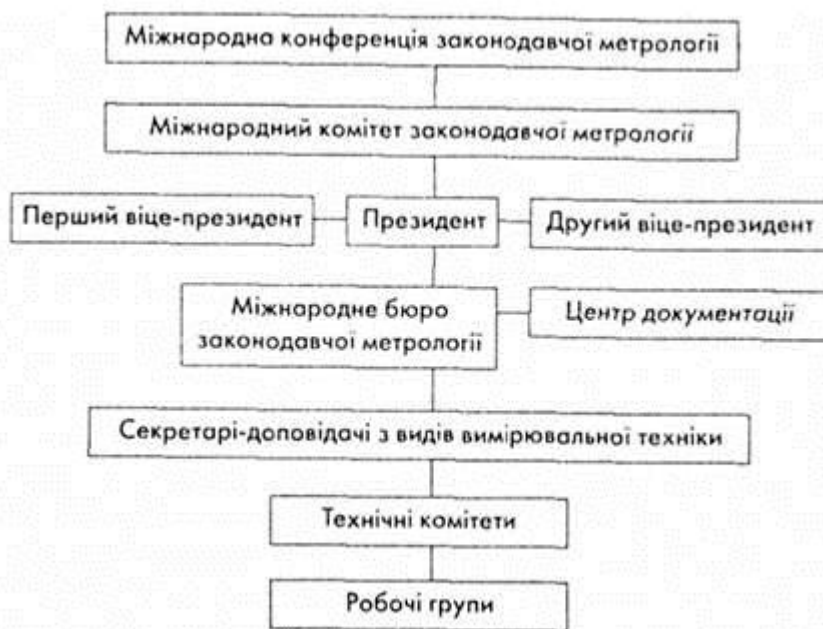 Міжнародна конференція законодавчої метрології
Міжнародний комітет законодавчої метрології
Перший віце-президент
Президент
Другий віце-президент
Міжнародне бюро
законодавчої метрології
Центр документації
Секретарі-доповідачі з видів вимірювальної техніки
Технічні комітети
Робочі групи